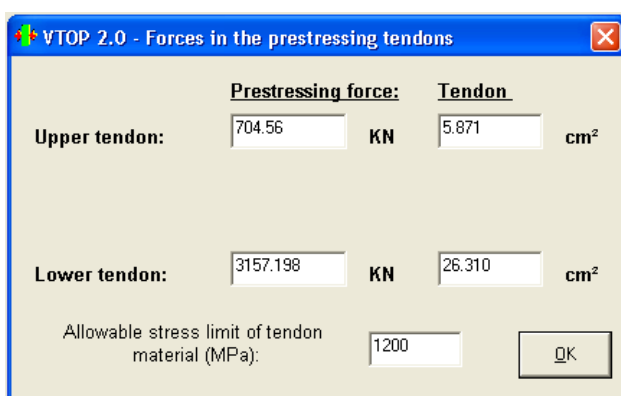 VTOP 2.0 - Forces in the prestressing tendons
Prestressing force: Tendon
Upper tendon: 704.56 KN 5.871 cm²
Lower tendon: 3157.198 KN 26.310 cm²
Allowable stress limit of tendon
material (MPa): 1200 OK